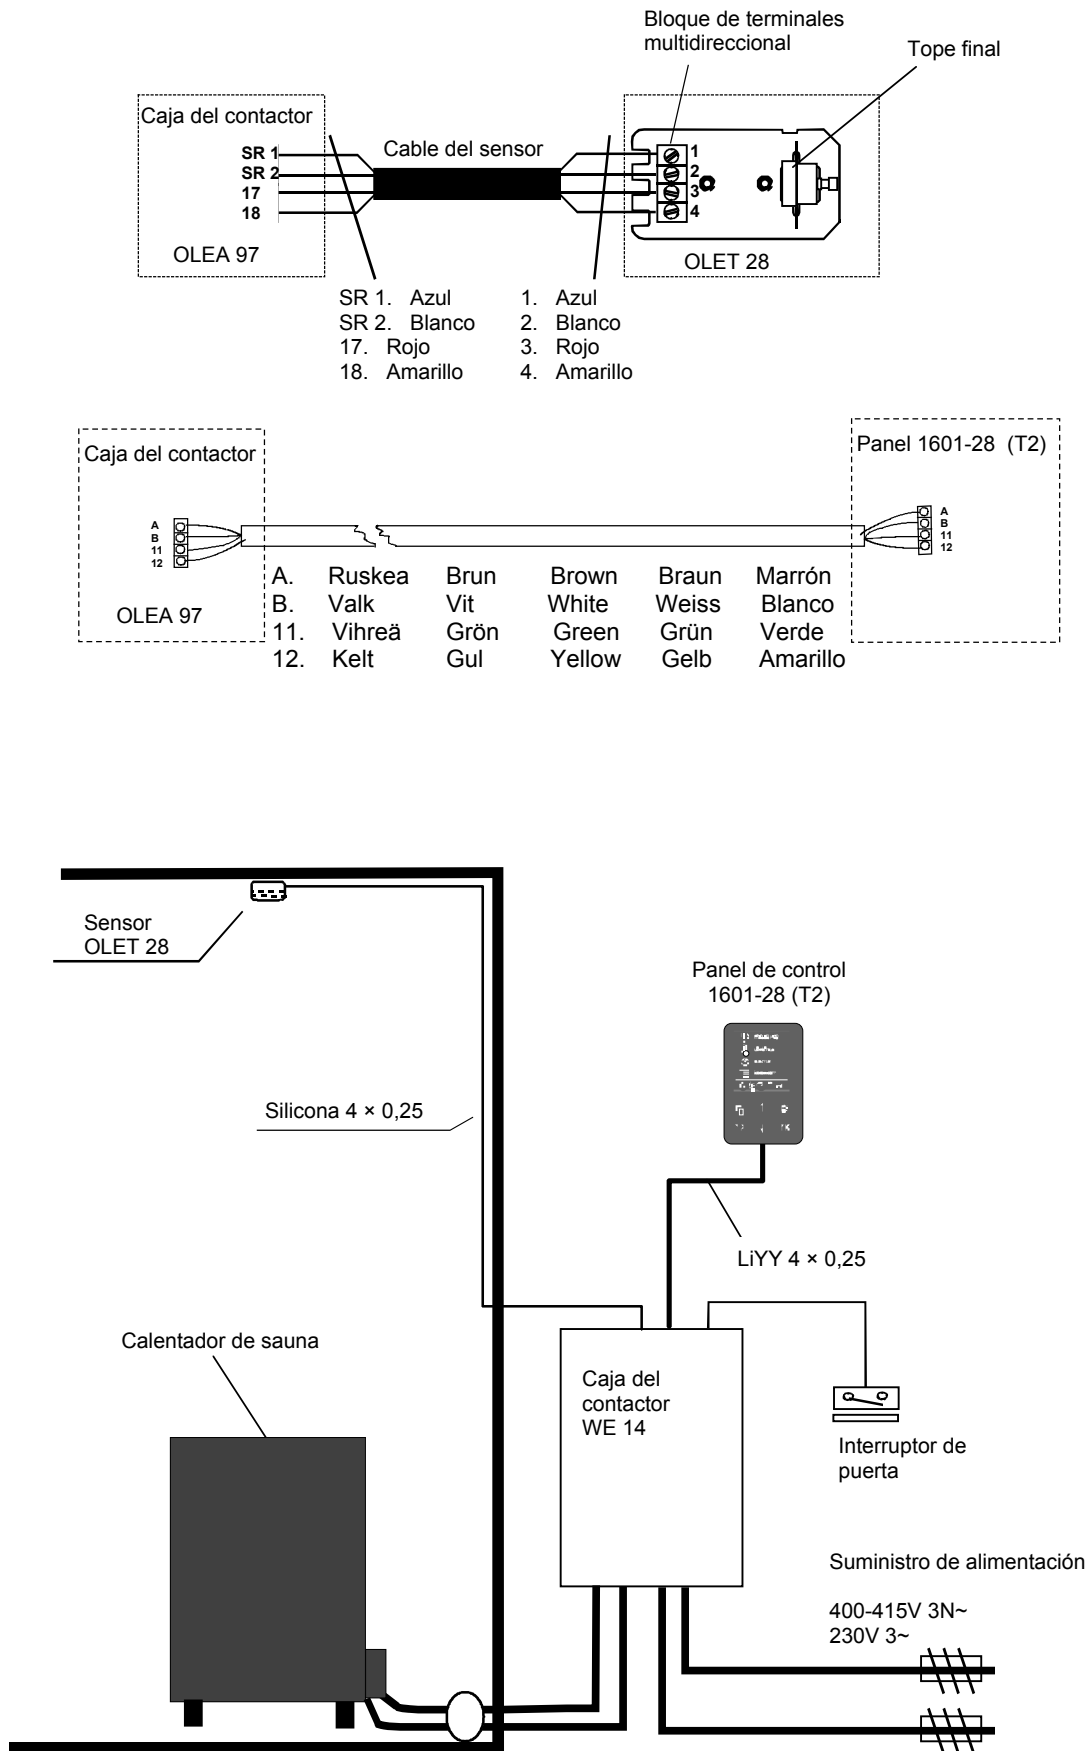 Bloque de terminales
multidireccional
Tope final
Caja del contactor
Cable del sensor
SR 1
SR 2
17
18
1
2
3
4
OLEA 97
OLET 28
SR 1. Azul
SR 2. Blanco
17. Rojo
18. Amarillo
1. Azul
2. Blanco
3. Rojo
4. Amarillo
Caja del contactor
Panel 1601-28 (T2)
A
B
11
12
A
B
11
12
OLEA 97
A. Ruskea Brun Brown Braun Marrón
B. Valk Vit White Weiss Blanco
11. Vihreä Grön Green Grün Verde
12. Kelt Gul Yellow Gelb Amarillo
Sensor
OLET 28
Panel de control
1601-28 (T2)
Silicona 4 × 0,25
LiYY 4 × 0,25
Calentador de sauna
Caja del
contactor
WE 14
Interruptor de
puerta
Suministro de alimentación
400-415V 3N~
230V 3~